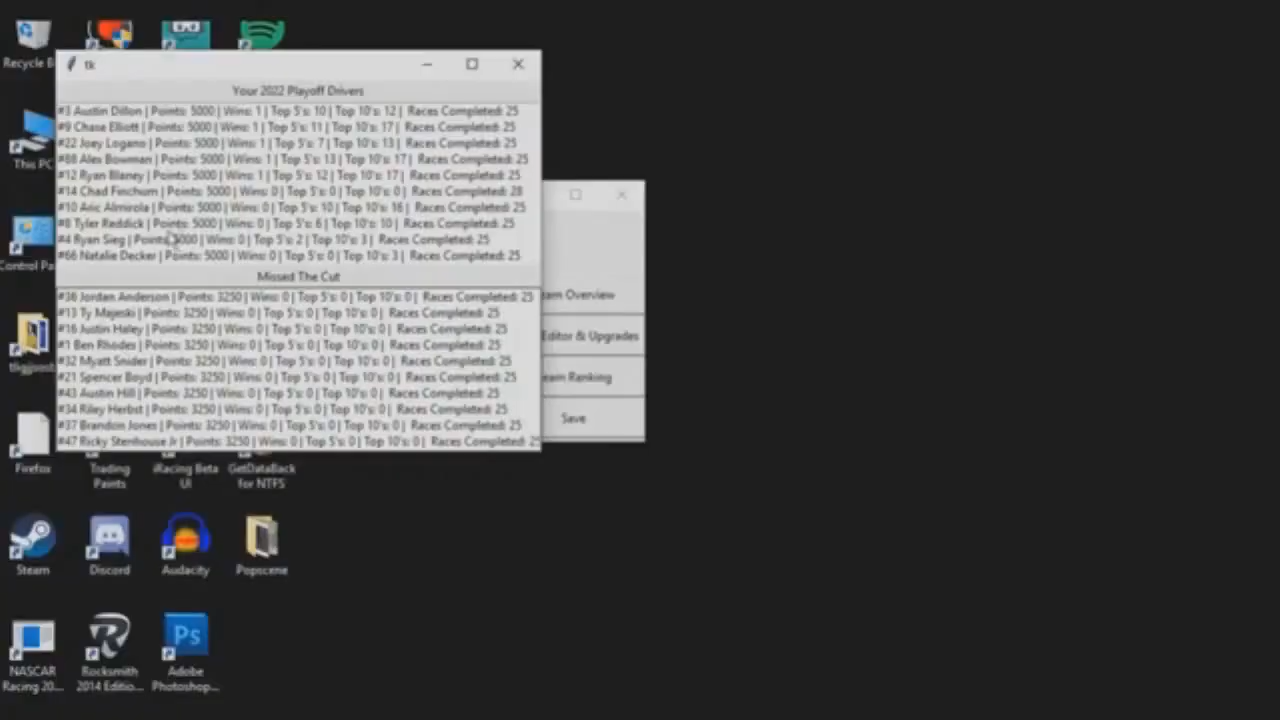 Recycle B
tk
Your 2022 Playoff Drivers
#3 Austin Dillon | Points: 5000 | Wins: 1 | Top 5's: 10 | Top 10's: 12 | Races Completed: 25
#9 Chase Elliott | Points: 5000 | Wins: 1 | Top 5's: 11 | Top 10's: 17 | Races Completed: 25
#22 Joey Logano | Points: 5000 | Wins: 1 | Top 5's: 7 | Top 10's: 13 | Races Completed: 25
#88 Alex Bowman | Points: 5000 | Wins: 1 | Top 5's: 13 | Top 10's: 17 | Races Completed: 25
#12 Ryan Blaney | Points: 5000 | Wins: 1 | Top 5's: 12 | Top 10's: 17 | Races Completed: 25
#14 Chad Finchum | Points: 5000 | Wins: 0 | Top 5's: 0 | Top 10's: 0 | Races Completed: 28
#10 Aric Almirola | Points: 5000 | Wins: 0 | Top 5's: 10 | Top 10's: 16 | Races Completed: 25
#8 Tyler Reddick | Points: 5000 | Wins: 0 | Top 5's: 6 | Top 10's: 10 | Races Completed: 25
#4 Ryan Sieg | Points: 5000 | Wins: 0 | Top 5's: 2 | Top 10's: 3 | Races Completed: 25
#66 Natalie Decker | Points: 5000 | Wins: 0 | Top 5's: 0 | Top 10's: 3 | Races Completed: 25
Missed The Cut
#38 Jordan Anderson | Points: 3250 | Wins: 0 | Top 5's: 0 | Top 10's: 0 | Races Completed: 25
#13 Ty Majeski | Points: 3250 | Wins: 0 | Top 5's: 0 | Top 10's: 0 | Races Completed: 25
#16 Justin Haley | Points: 3250 | Wins: 0 | Top 5's: 0 | Top 10's: 0 | Races Completed: 25
#1 Ben Rhodes | Points: 3250 | Wins: 0 | Top 5's: 0 | Top 10's: 0 | Races Completed: 25
#32 Myatt Snider | Points: 3250 | Wins: 0 | Top 5's: 0 | Top 10's: 0 | Races Completed: 25
#21 Spencer Boyd | Points: 3250 | Wins: 0 | Top 5's: 0 | Top 10's: 0 | Races Completed: 25
#43 Austin Hill | Points: 3250 | Wins: 0 | Top 5's: 0 | Top 10's: 0 | Races Completed: 25
#34 Riley Herbst | Points: 3250 | Wins: 0 | Top 5's: 0 | Top 10's: 0 | Races Completed: 25
#37 Brandon Jones | Points: 3250 | Wins: 0 | Top 5's: 0 | Top 10's: 0 | Races Completed: 25
#47 Ricky Stenhouse Jr | Points: 3250 | Wins: 0 | Top 5's: 0 | Top 10's: 0 | Races Completed: 25
This PC
Control Pa
am Overview
Editor & Upgrades
eam Ranking
Save
Firefox
Trading
Paints
iRacing Beta
UI
GetDataBack
for NTFS
Steam
Discord
Audacity
Popscene
NASCAR
Racing 20...
Rocksmith
2014 Editio...
Ps
Adobe
Photoshop...